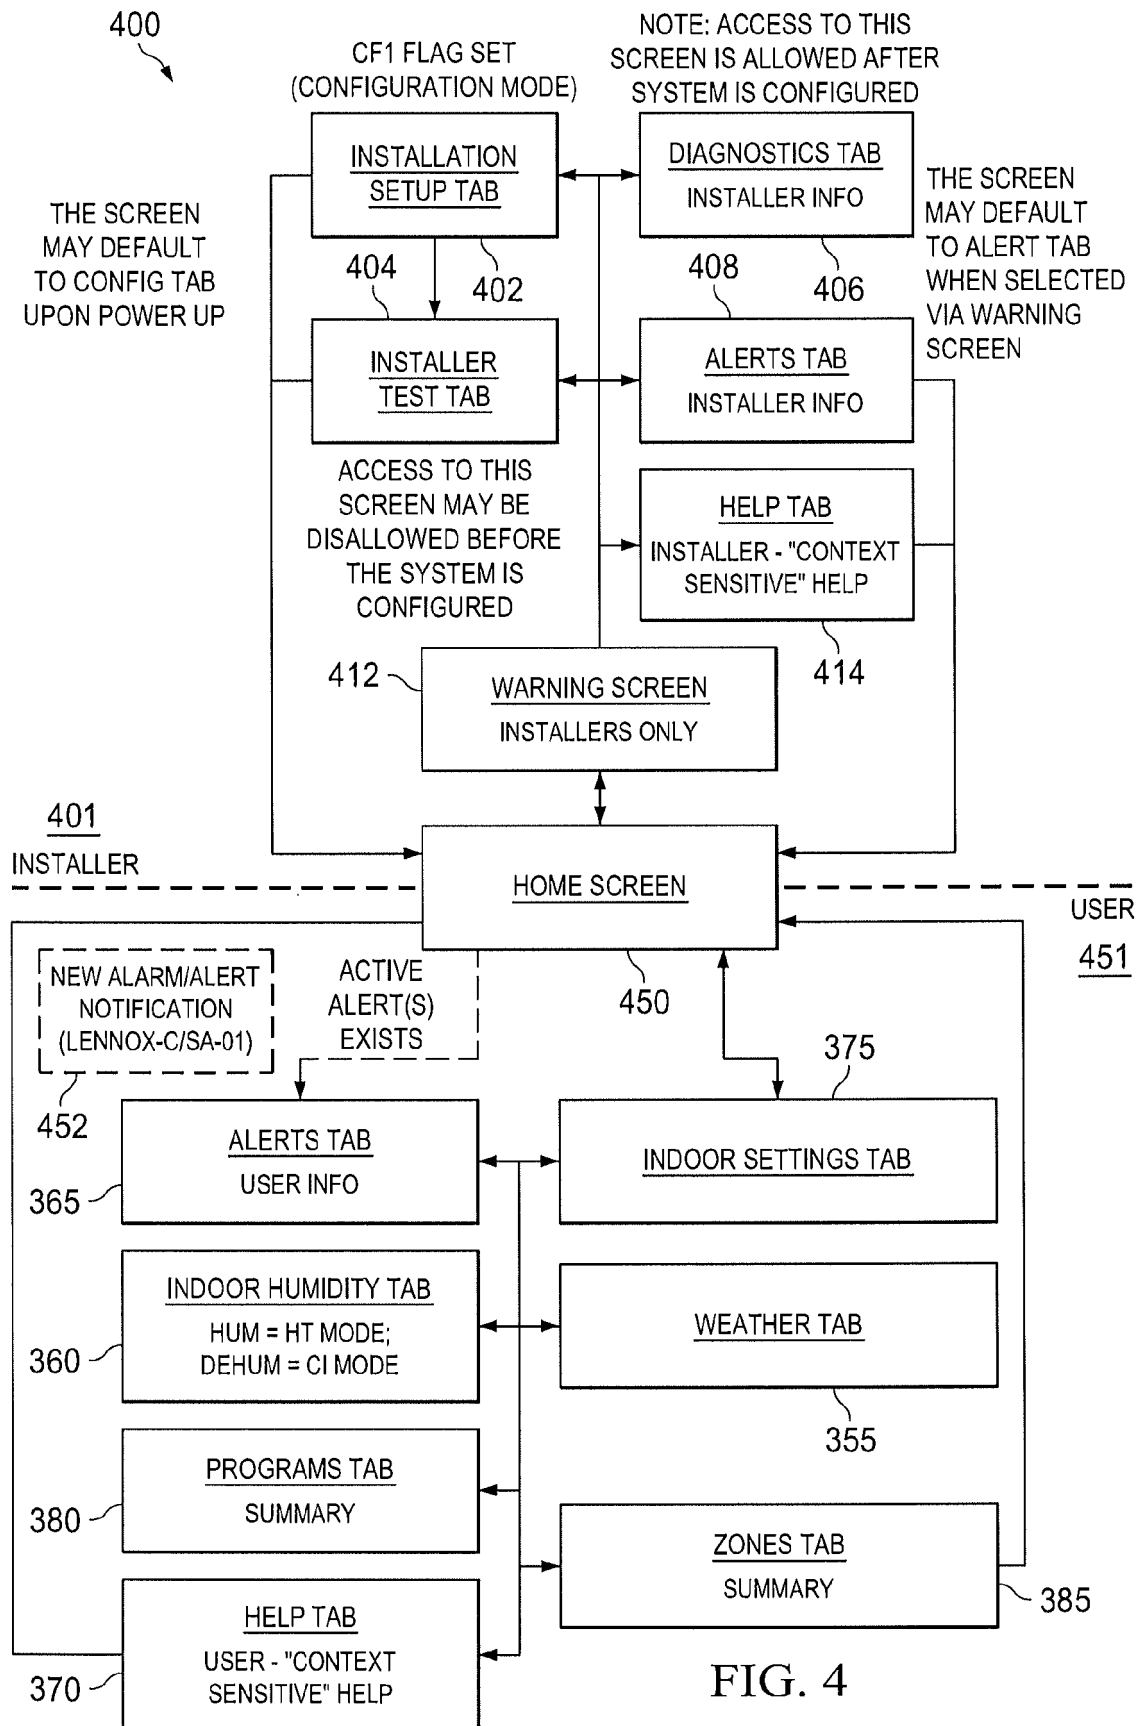 400
CF1 FLAG SET
(CONFIGURATION MODE)
NOTE: ACCESS TO THIS
SCREEN IS ALLOWED AFTER
SYSTEM IS CONFIGURED
INSTALLATION
SETUP TAB
402
DIAGNOSTICS TAB
INSTALLER INFO
406
THE SCREEN
MAY DEFAULT
TO CONFIG TAB
UPON POWER UP
THE SCREEN
MAY DEFAULT
TO ALERT TAB
WHEN SELECTED
VIA WARNING
SCREEN
404
INSTALLER
TEST TAB
408
ALERTS TAB
INSTALLER INFO
ACCESS TO THIS
SCREEN MAY BE
DISALLOWED BEFORE
THE SYSTEM IS
CONFIGURED
HELP TAB
INSTALLER - "CONTEXT
SENSITIVE" HELP
414
412
WARNING SCREEN
INSTALLERS ONLY
401
INSTALLER
HOME SCREEN
450
USER
451
NEW ALARM/ALERT
NOTIFICATION
(LENNOX-C/SA-01)
452
ACTIVE
ALERT(S)
EXISTS
375
ALERTS TAB
USER INFO
365
INDOOR SETTINGS TAB
INDOOR HUMIDITY TAB
HUM = HT MODE;
DEHUM = CI MODE
360
WEATHER TAB
355
PROGRAMS TAB
SUMMARY
380
ZONES TAB
SUMMARY
385
HELP TAB
USER - "CONTEXT
SENSITIVE" HELP
370
FIG. 4